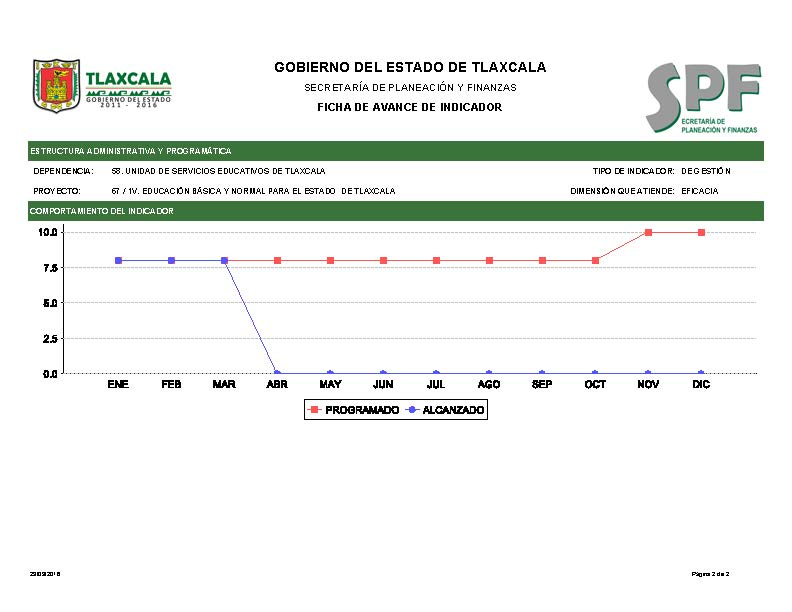 GOBIERNO DEL ESTADO DE TLAXCALA
SECRETARÍA DE PLANEACIÓN Y FINANZAS
FICHA DE AVANCE DE INDICADOR
TLAXCALA
GOBIERNO DEL ESTADO
2011 - 2016
SPF
SECRETARÍA DE
PLANEACIÓN Y FINANZAS
ESTRUCTURA ADMINISTRATIVA Y PROGRAMÁTICA
DEPENDENCIA: 58. UNIDAD DE SERVICIOS EDUCATIVOS DE TLAXCALA TIPO DE INDICADOR: DE GESTIÓN
PROYECTO: 67 / 1V. EDUCACIÓN BÁSICA Y NORMAL PARA EL ESTADO DE TLAXCALA DIMENSIÓN QUE ATIENDE: EFICACIA
COMPORTAMIENTO DEL INDICADOR
10.0
7.5
5.0
2.5
0.0
ENE FEB MAR ABR MAY JUN JUL AGO SEP OCT NOV DIC
PROGRAMADO ALCANZADO
Página 2 de 2